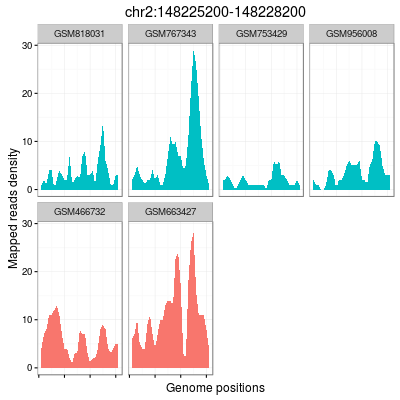 chr2:148225200-148228200
GSM818031 GSM767343 GSM753429 GSM956008
30
20
10
0
GSM466732 GSM663427
30
20
10
0
Mapped reads density
Genome positions